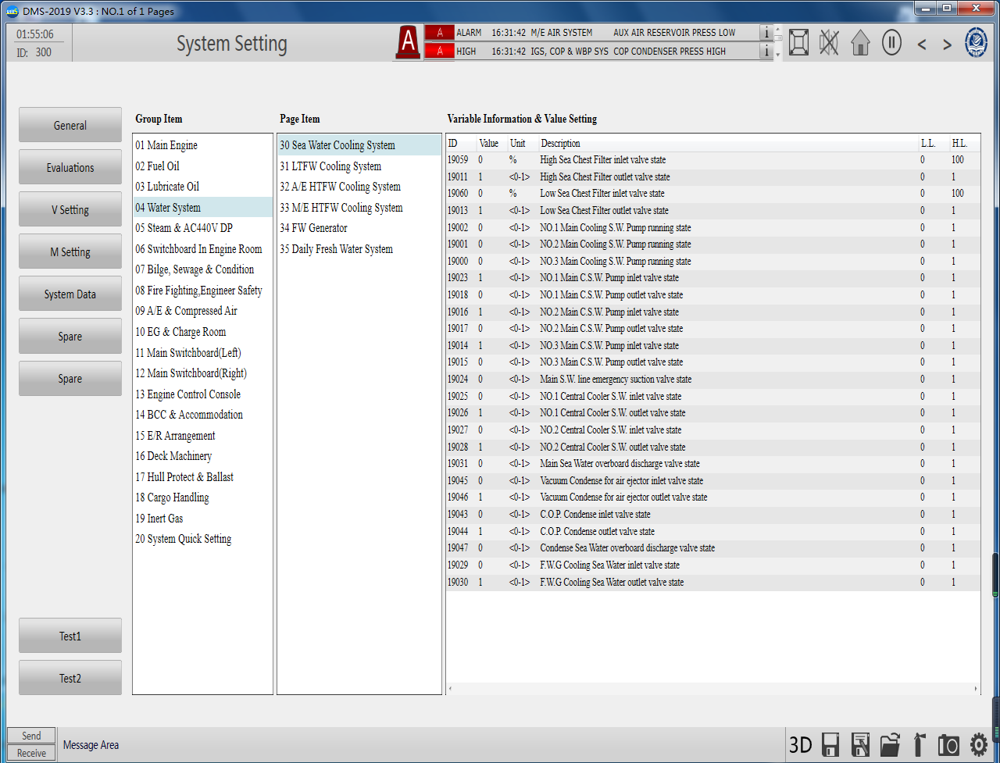 DMS-2019 V3.3 : NO.1 of 1 Pages
01:55:06
ID: 300
System Setting
A
A ALARM 16:31:42 M/E AIR SYSTEM AUX AIR RESERVOIR PRESS LOW i
A HIGH 16:31:42 IGS, COP & WBP SYS COP CONDENSER PRESS HIGH i
General
Evaluations
V Setting
M Setting
System Data
Spare
Spare
Test1
Test2
Group Item
01 Main Engine
02 Fuel Oil
03 Lubricate Oil
04 Water System
05 Steam & AC440V DP
06 Switchboard In Engine Room
07 Bilge, Sewage & Condition
08 Fire Fighting,Engineer Safety
09 A/E & Compressed Air
10 EG & Charge Room
11 Main Switchboard(Left)
12 Main Switchboard(Right)
13 Engine Control Console
14 BCC & Accommodation
15 E/R Arrangement
16 Deck Machinery
17 Hull Protect & Ballast
18 Cargo Handling
19 Inert Gas
20 System Quick Setting
Page Item
30 Sea Water Cooling System
31 LTFW Cooling System
32 A/E HTFW Cooling System
33 M/E HTFW Cooling System
34 FW Generator
35 Daily Fresh Water System
Variable Information & Value Setting
ID Value Unit Description L.L. H.L.
19059 0 % High Sea Chest Filter inlet valve state 0 100
19011 1 <0-1> High Sea Chest Filter outlet valve state 0 1
19060 0 % Low Sea Chest Filter inlet valve state 0 100
19013 1 <0-1> Low Sea Chest Filter outlet valve state 0 1
19002 0 <0-1> NO.1 Main Cooling S.W. Pump running state 0 1
19001 0 <0-1> NO.2 Main Cooling S.W. Pump running state 0 1
19000 0 <0-1> NO.3 Main Cooling S.W. Pump running state 0 1
19023 1 <0-1> NO.1 Main C.S.W. Pump inlet valve state 0 1
19018 0 <0-1> NO.1 Main C.S.W. Pump outlet valve state 0 1
19016 1 <0-1> NO.2 Main C.S.W. Pump inlet valve state 0 1
19017 0 <0-1> NO.2 Main C.S.W. Pump outlet valve state 0 1
19014 1 <0-1> NO.3 Main C.S.W. Pump inlet valve state 0 1
19015 0 <0-1> NO.3 Main C.S.W. Pump outlet valve state 0 1
19024 0 <0-1> Main S.W. line emergency suction valve state 0 1
19025 0 <0-1> NO.1 Central Cooler S.W. inlet valve state 0 1
19026 1 <0-1> NO.1 Central Cooler S.W. outlet valve state 0 1
19027 0 <0-1> NO.2 Central Cooler S.W. inlet valve state 0 1
19028 1 <0-1> NO.2 Central Cooler S.W. outlet valve state 0 1
19031 0 <0-1> Main Sea Water overboard discharge valve state 0 1
19045 0 <0-1> Vacuum Condense for air ejector inlet valve state 0 1
19046 1 <0-1> Vacuum Condense for air ejector outlet valve state 0 1
19043 0 <0-1> C.O.P. Condense inlet valve state 0 1
19044 1 <0-1> C.O.P. Condense outlet valve state 0 1
19047 0 <0-1> Condense Sea Water overboard discharge valve state 0 1
19029 0 <0-1> F.W.G Cooling Sea Water inlet valve state 0 1
19030 1 <0-1> F.W.G Cooling Sea Water outlet valve state 0 1
Send
Receive
Message Area
3D